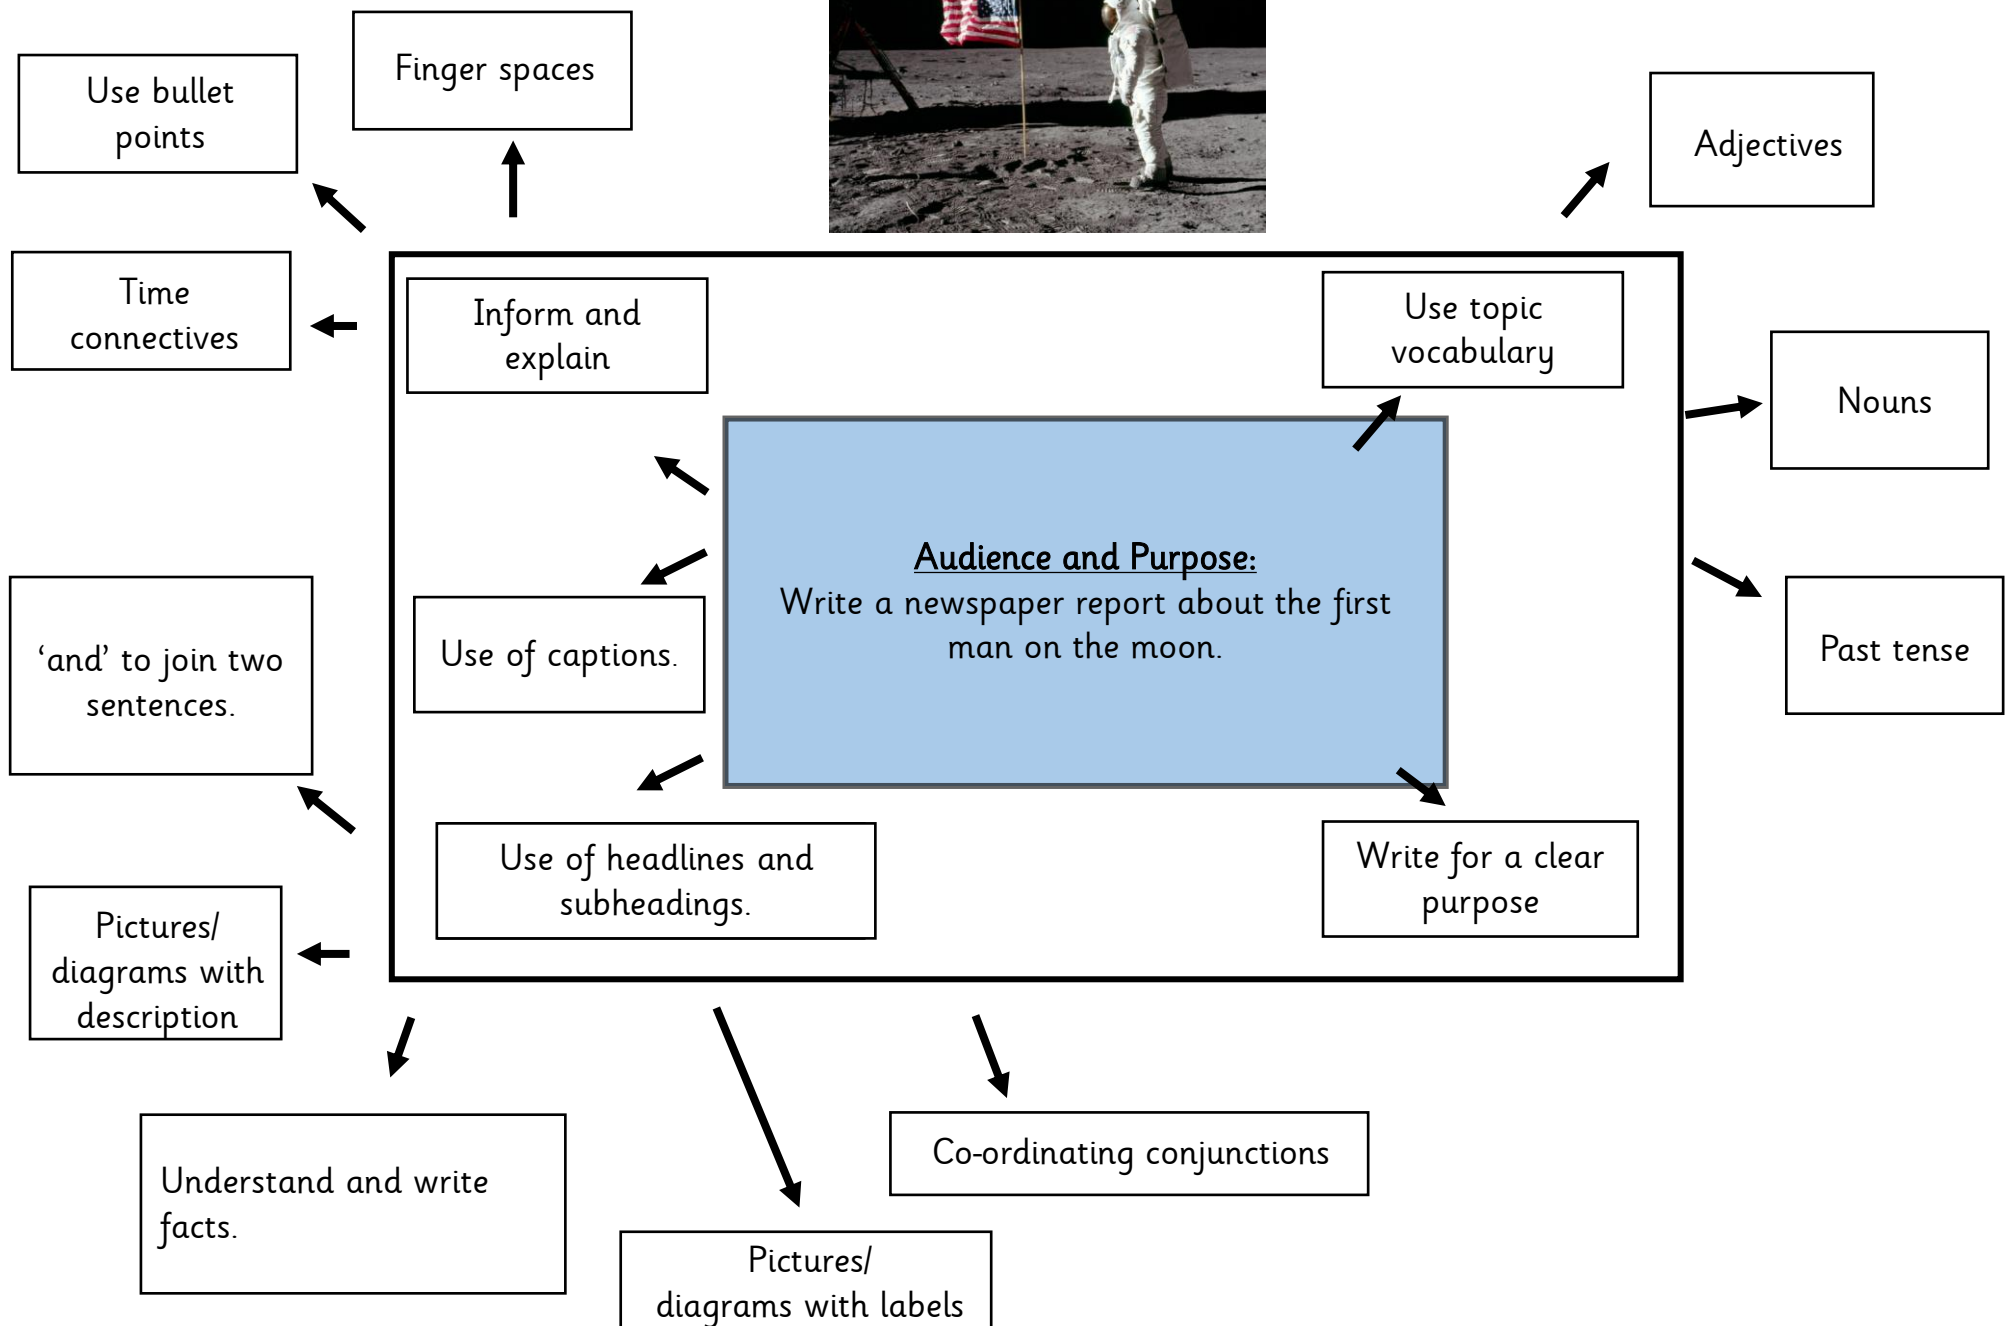 Finger spaces
Use bullet
points
Adjectives
Time
connectives
Inform and
explain
Use topic
vocabulary
Nouns
Audience and Purpose:
Write a newspaper report about the first
man on the moon.
Use of captions.
‘and’ to join two
sentences.
Past tense
Use of headlines and
subheadings.
Write for a clear
purpose
Pictures/
diagrams with
description
Understand and write
facts.
Co-ordinating conjunctions
Pictures/
diagrams with labels